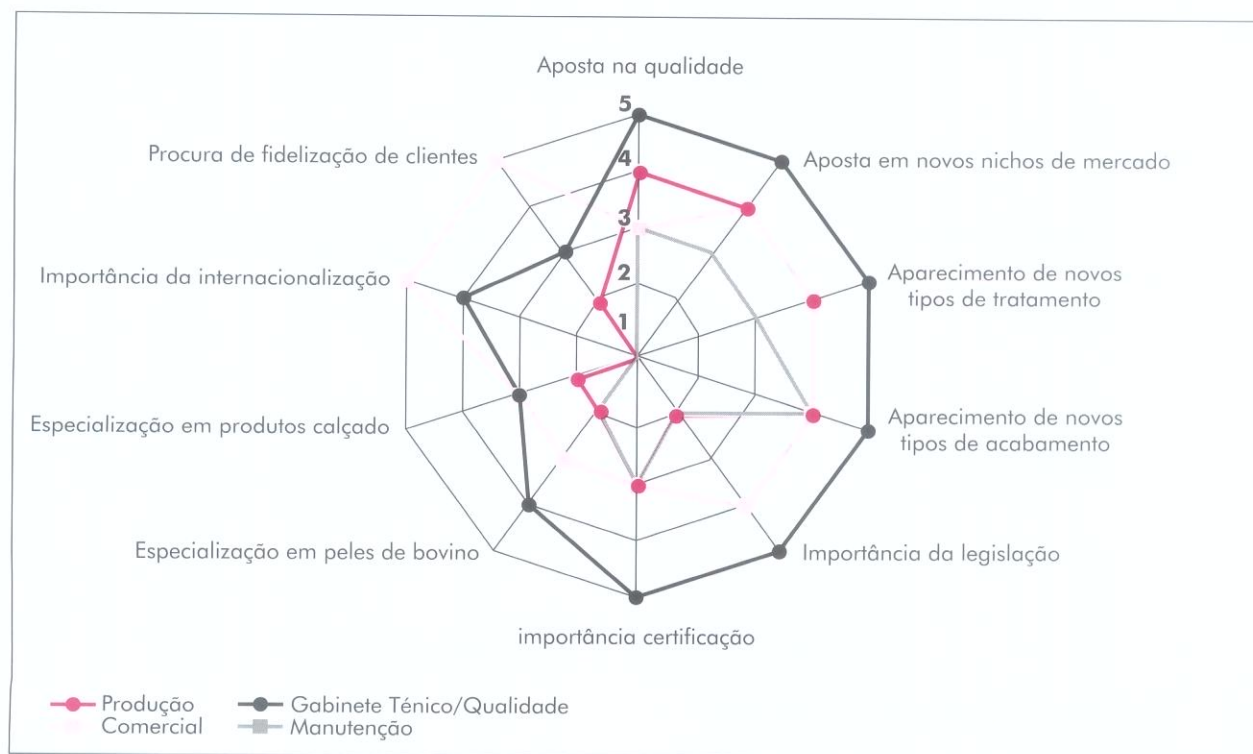 Aposta na qualidade
5
Procura de fidelização de clientes
4
Aposta em novos nichos de mercado
3
Importância da internacionalização
2
Aparecimento de novos
tipos de tratamento
1
Especialização em produtos calçado
Aparecimento de novos
tipos de acabamento
Especialização em peles de bovino
Importância da legislação
importância certificação
Produção
Gabinete Ténico/Qualidade
Comercial
Manutenção